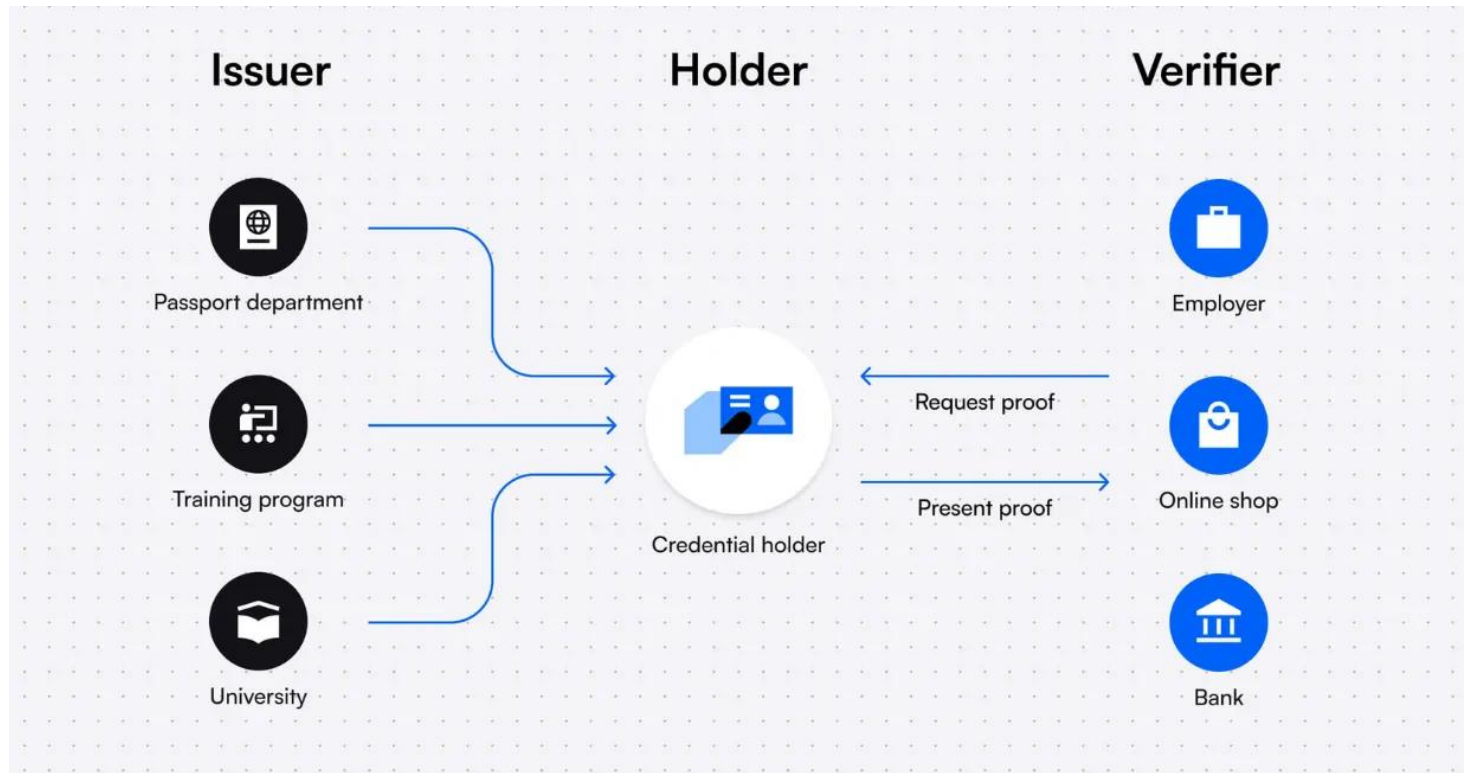 Issuer
Holder
Verifier
Passport department
Employer
Request proof
Training program
Present proof
Online shop
Credential holder
University
Bank